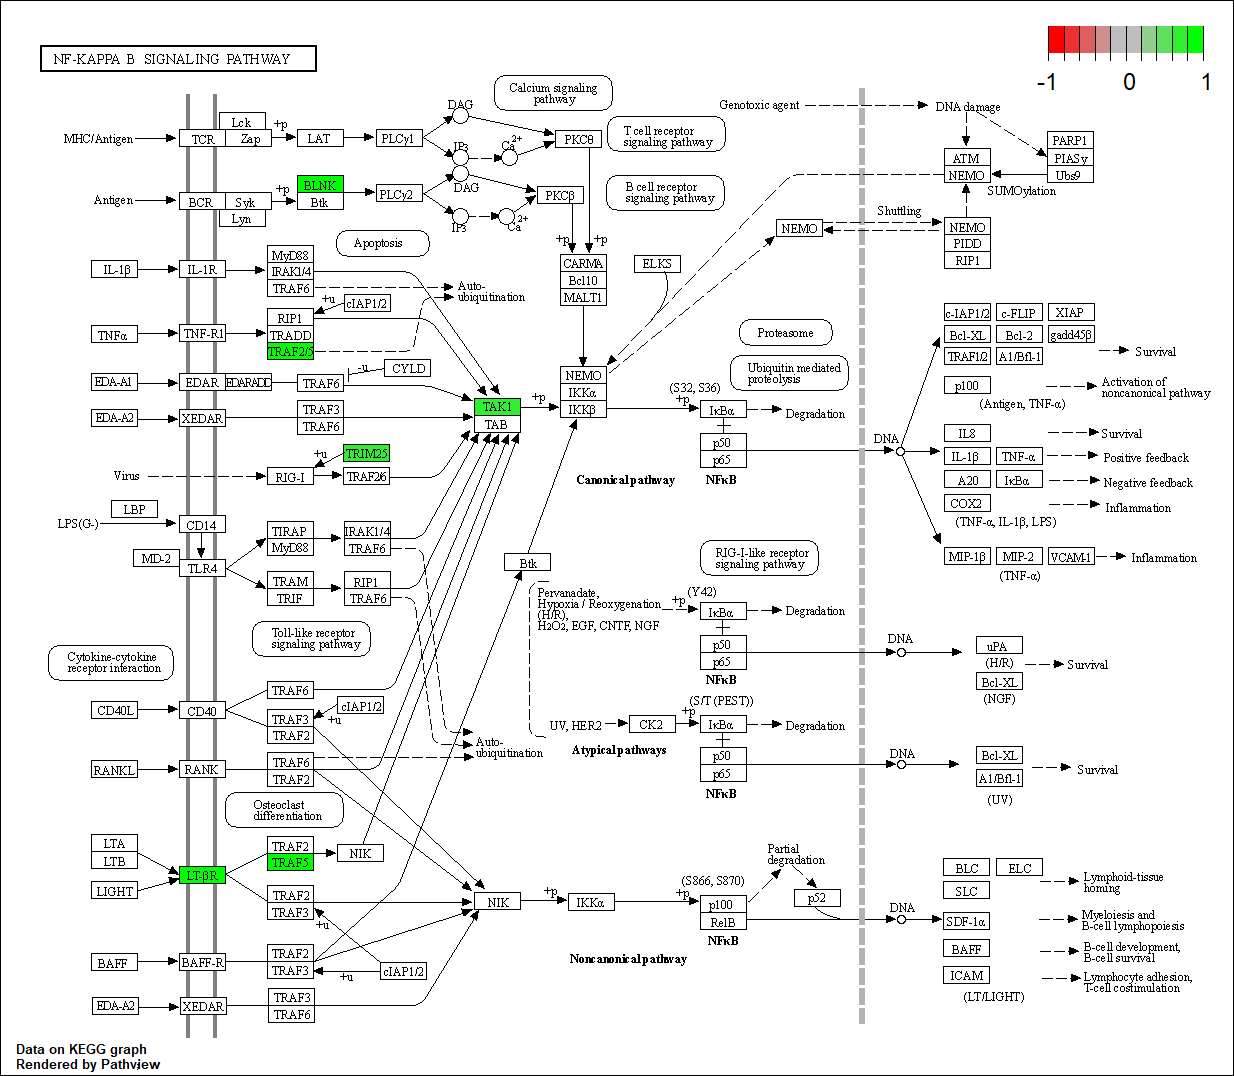 NF-KAPPA B SIGNALING PATHWAY
-1 0 1
Calcium signaling
pathway
T cell receptor
signaling pathway
B cell receptor
signaling pathway
Genotoxic agent
DNA damage
MHC/Antigen
TCR
Lck
Zap
+p
LAT
PLCγ1
DAG
IP3
Ca2+
PKCθ
ATM
NEMO
PARP1
PIASy
Ubs9
SUMOylation
Antigen
BCR
Syk
Lyn
+p
BLNK
Btk
PLCγ2
DAG
IP3
Ca2+
PKCβ
Shuttling
NEMO
NEMO
PIDD
RIP1
Apoptosis
+p
+p
CARMA
Bcl10
MALT1
ELKS
IL-1β
IL-1R
MyD88
IRAK1/4
TRAF6
Auto-
ubiquitination
+u
cIAP1/2
TNFα
TNF-R1
RIP1
TRADD
TRAF2/5
Proteasome
Ubiquitin mediated
proteolysis
c-IAP1/2
c-FLIP
XIAP
Bcl-XL
Bcl-2
gadd45β
TRAF1/2
A1/Bfl-1
Survival
EDA-A1
EDAR
EDARADD
TRAF6
-u
CYLD
NEMO
IKKα
IKKβ
p100
Activation of
noncanonical pathway
(Antigen, TNF-α)
EDA-A2
XEDAR
TRAF3
TRAF6
TAK1
TAB
+p
(S32, S36)
+p
IκBα
Degradation
p50
p65
NFκB
Canonical pathway
DNA
IL8
Survival
IL-1β
TNF-α
Positive feedback
A20
IκBα
Negative feedback
COX2
Inflammation
(TNF-α, IL-1β, LPS)
Virus
RIG-I
+u
TRIM25
TRAF2/6
LPS(G-)
LBP
CD14
MD-2
TLR4
TIRAP
MyD88
IRAK1/4
TRAF6
TRAM
TRIF
RIP1
TRAF6
Btk
RIG-I-like receptor
signaling pathway
MIP-1β
MIP-2
VCAM-1
Inflammation
(TNF-α)
Pervanadate,
Hypoxia / Reoxygenation
(H/R),
H2O2, EGF, CNTF, NGF
+p
(Y42)
IκBα
Degradation
p50
p65
NFκB
DNA
uPA
(H/R)
Bcl-XL
(NGF)
Survival
Toll-like receptor
signaling pathway
Cytokine-cytokine
receptor interaction
CD40L
CD40
TRAF6
TRAF3
TRAF2
+u
cIAP1/2
Auto-
ubiquitination
UV, HER2
CK2
+p
(S/T (PEST))
IκBα
Degradation
p50
p65
NFκB
Atypical pathways
DNA
Bcl-XL
A1/Bfl-1
(UV)
Survival
RANKL
RANK
TRAF6
TRAF2
Osteoclast
differentiation
LTA
LTB
LIGHT
LT-βR
TRAF2
TRAF5
NIK
TRAF2
TRAF3
+u
NIK
+p
IKKα
+p
(S866, S870)
p100
RelB
NFκB
Partial
degradation
p52
DNA
BLC
ELC
SLC
Lymphoid-tissue
homing
SDF-1α
Myeloiesis and
B-cell lymphopoiesis
BAFF
B-cell development,
B-cell survival
ICAM
Lymphocyte adhesion,
T-cell costimulation
(LT/LIGHT)
BAFF
BAFF-R
TRAF2
TRAF3
+u
cIAP1/2
Noncanonical pathway
EDA-A2
XEDAR
TRAF3
TRAF6
Data on KEGG graph
Rendered by Pathview